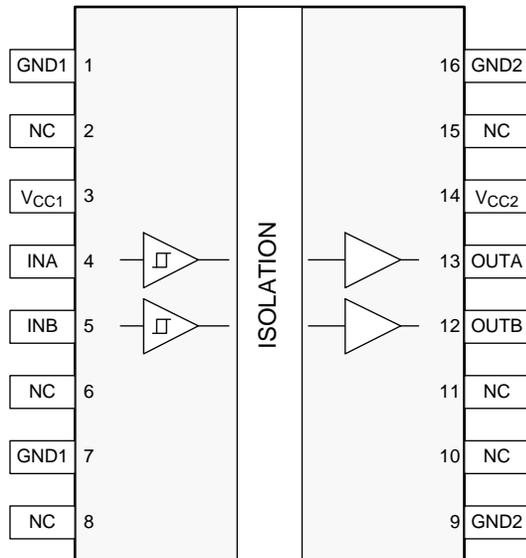 GND1 1 16 GND2
NC 2 15 NC
VCC1 3 14 VCC2
INA 4 13 OUTA
INB 5 12 OUTB
NC 6 11 NC
GND1 7 10 NC
NC 8 9 GND2
ISOLATION